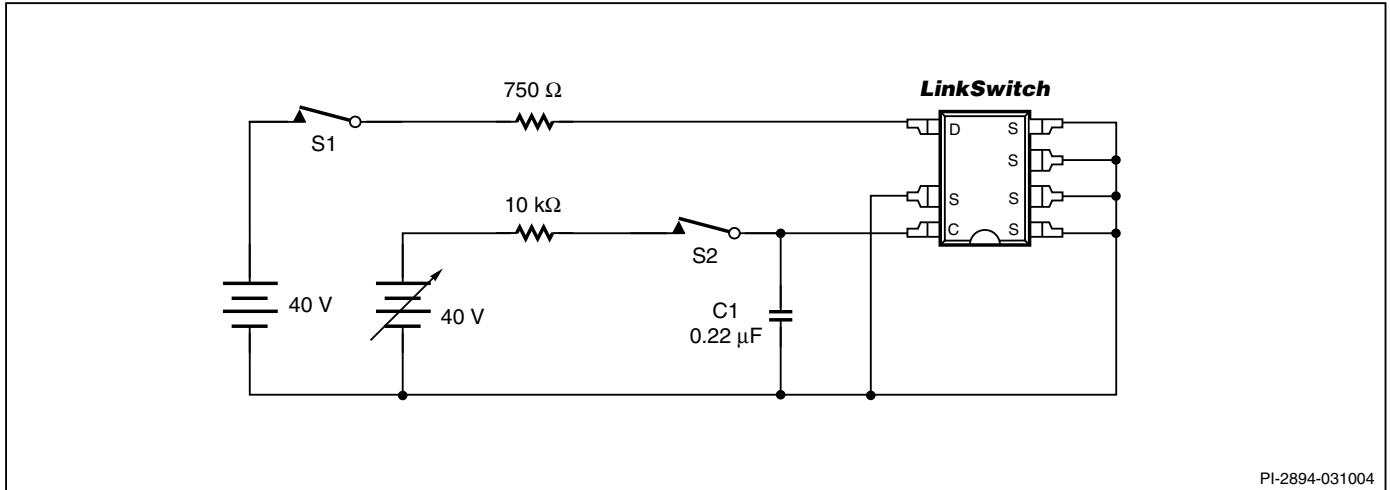 LinkSwitch
750 Ω
S1
D S
S
10 kΩ
S S
S2
C S
40 V
40 V
C1
0.22 μF
PI-2894-031004